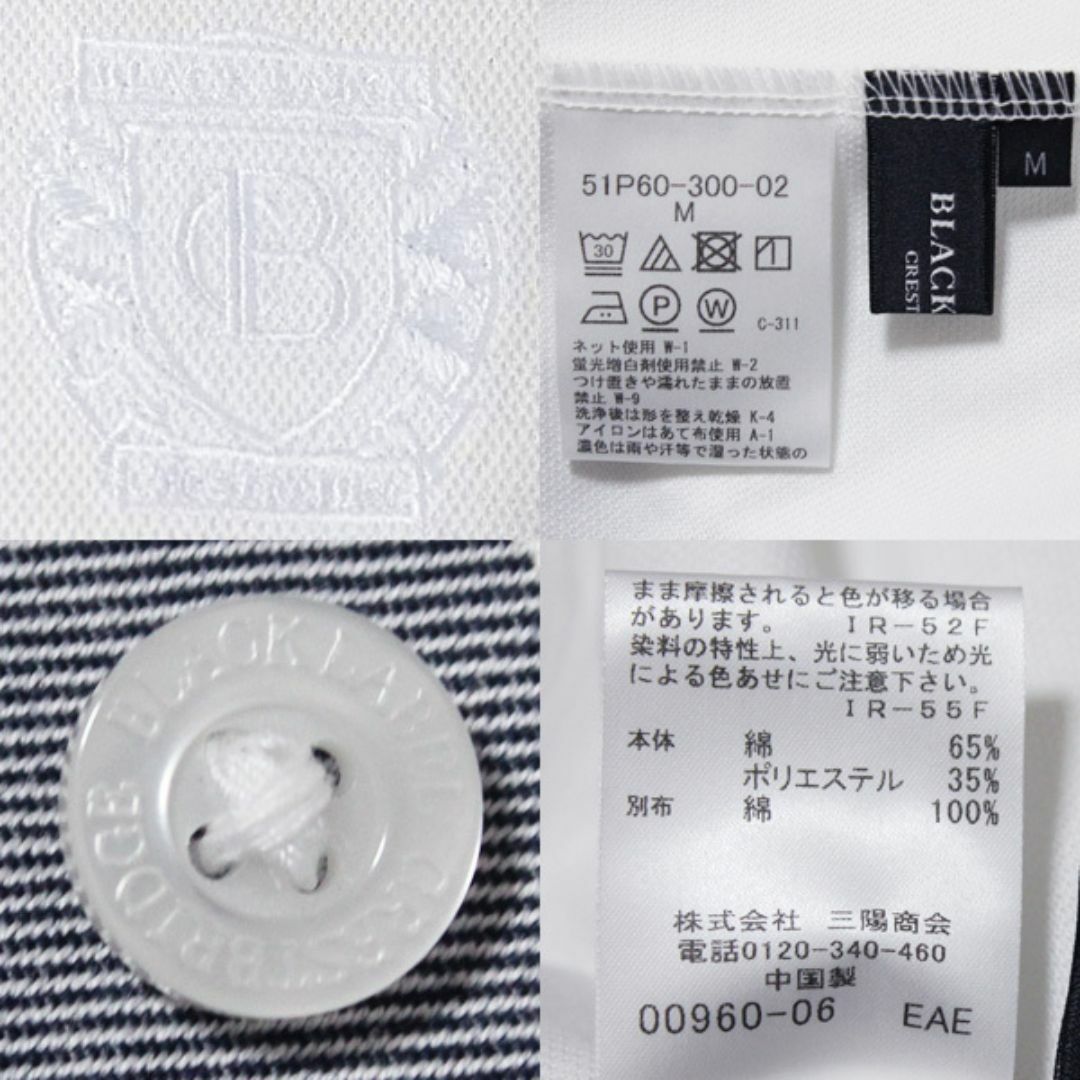 BLACK LABEL
CRESTBRIDGE
51P60-300-02
M
30
P
W
C-311
ネット使用 W-1
蛍光増白剤使用禁止 W-2
つけ置きや濡れたままの放置
禁止 W-9
洗浄後は形を整え乾燥 K-4
アイロンはあて布使用 A-1
濃色は雨や汗等で湿った状態の
BLACK
CREST
M
BLACK LABEL CRESTBRIDGE
まま摩擦されると色が移る場合
があります。 IR-52F
染料の特性上、光に弱いため光
による色あせにご注意下さい。
IR-55F
本体 綿 65%
ポリエステル 35%
別布 綿 100%
株式会社 三陽商会
電話0120-340-460
中国製
00960-06 EAE